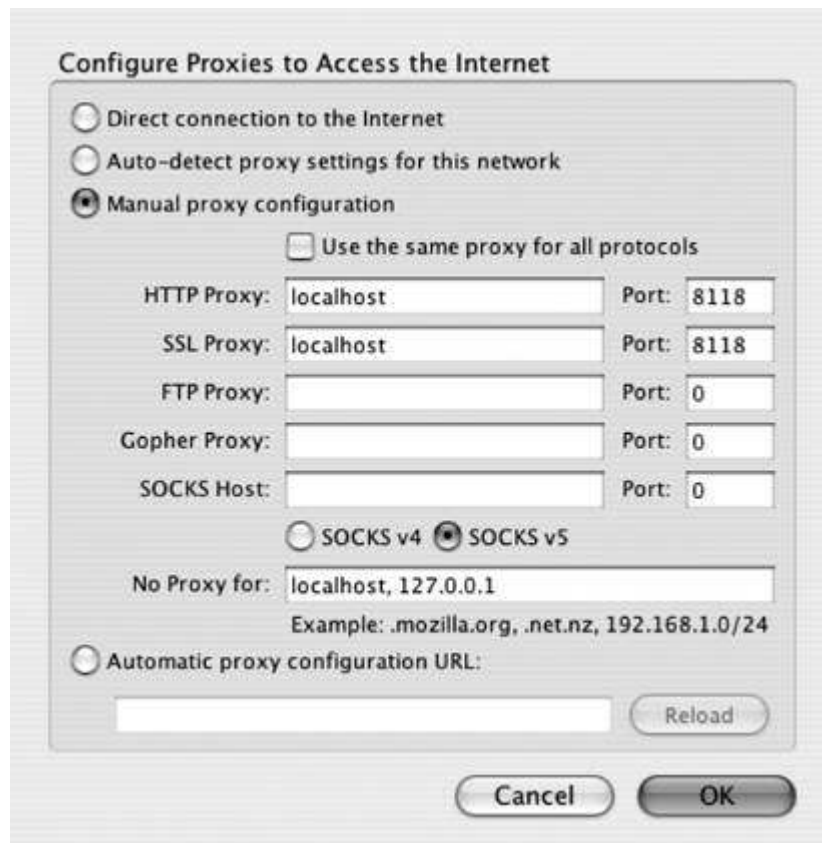 Configure Proxies to Access the Internet
Direct connection to the Internet
Auto-detect proxy settings for this network
Manual proxy configuration
Use the same proxy for all protocols
HTTP Proxy: localhost Port: 8118
SSL Proxy: localhost Port: 8118
FTP Proxy: Port: 0
Gopher Proxy: Port: 0
SOCKS Host: Port: 0
SOCKS v4 SOCKS v5
No Proxy for: localhost, 127.0.0.1
Example: .mozilla.org, .net.nz, 192.168.1.0/24
Automatic proxy configuration URL:
Reload
Cancel OK